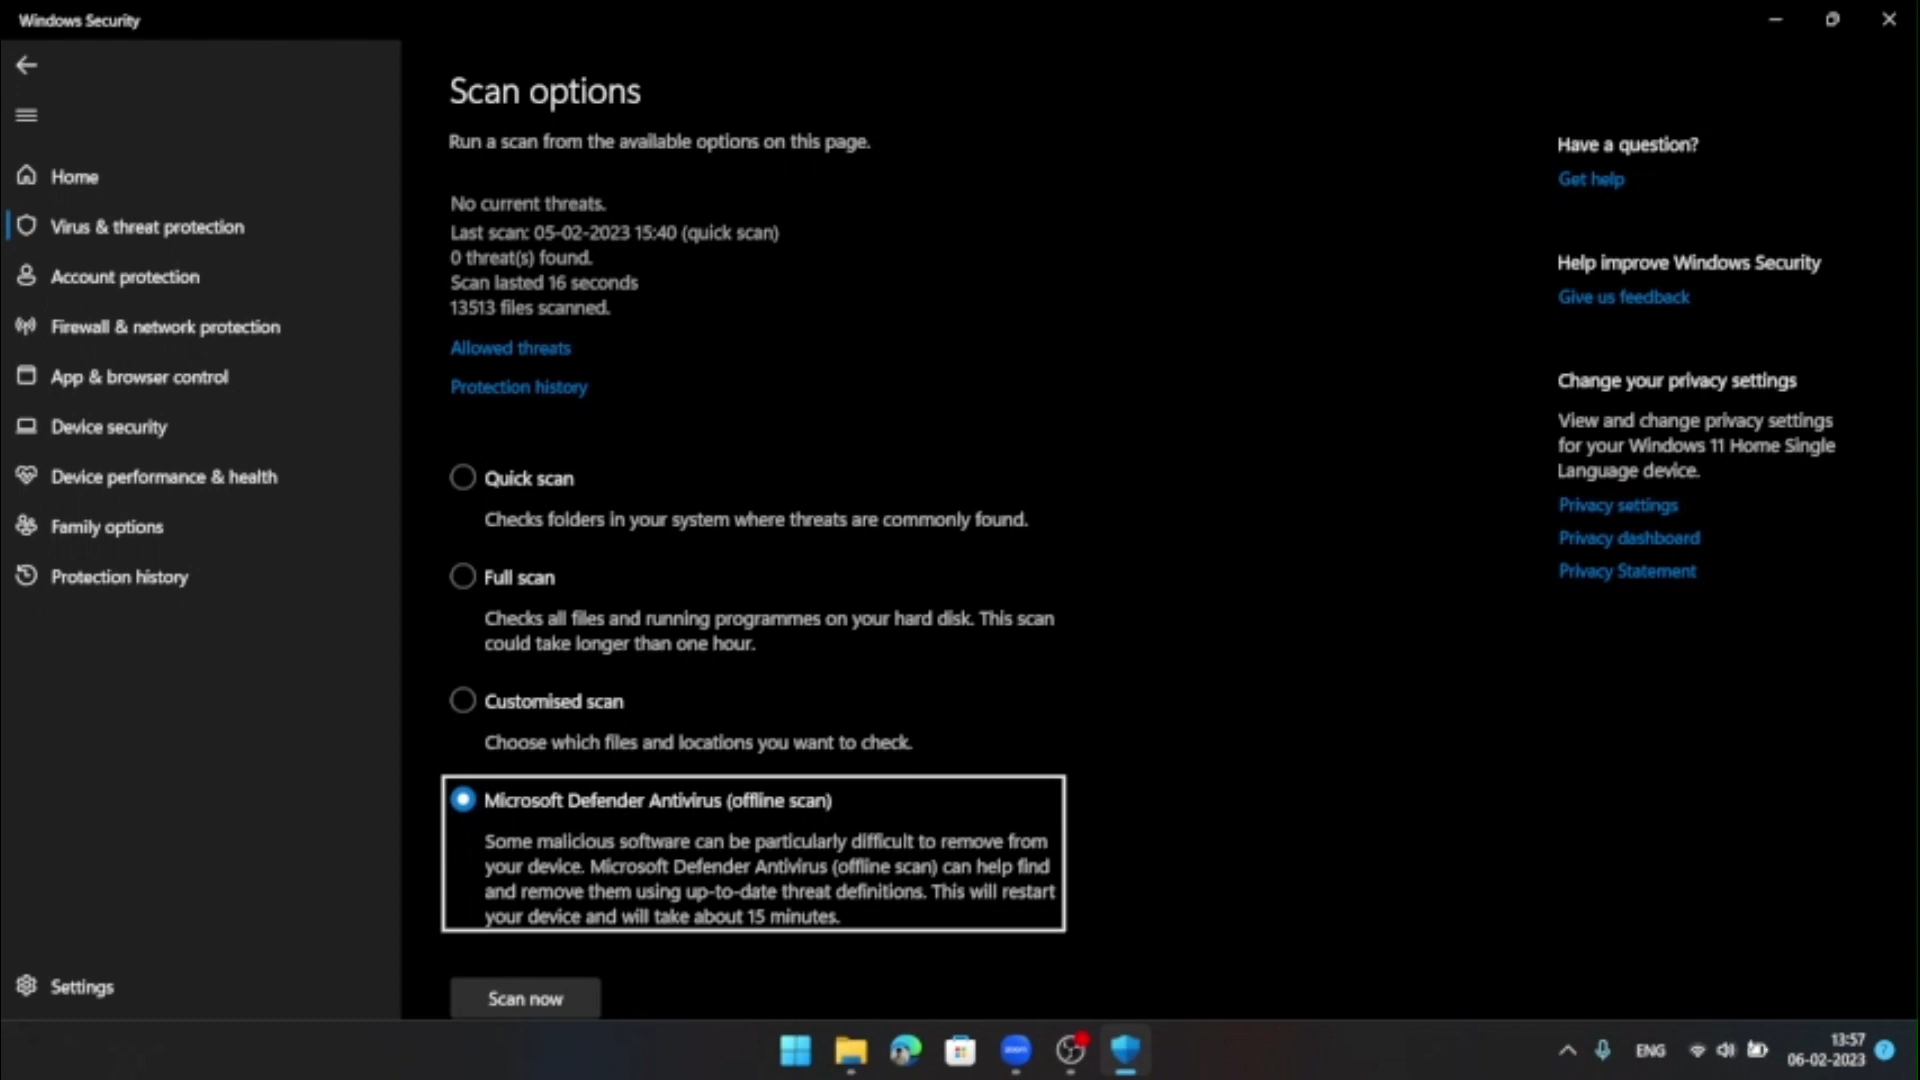 Windows Security
Home
Virus & threat protection
Account protection
Firewall & network protection
App & browser control
Device security
Device performance & health
Family options
Protection history
Settings
Scan options
Run a scan from the available options on this page.
No current threats.
Last scan: 05-02-2023 15:40 (quick scan)
0 threat(s) found.
Scan lasted 16 seconds
13513 files scanned.
Allowed threats
Protection history
Quick scan
Checks folders in your system where threats are commonly found.
Full scan
Checks all files and running programmes on your hard disk. This scan
could take longer than one hour.
Customised scan
Choose which files and locations you want to check.
Microsoft Defender Antivirus (offline scan)
Some malicious software can be particularly difficult to remove from
your device. Microsoft Defender Antivirus (offline scan) can help find
and remove them using up-to-date threat definitions. This will restart
your device and will take about 15 minutes.
Scan now
Have a question?
Get help
Help improve Windows Security
Give us feedback
Change your privacy settings
View and change privacy settings
for your Windows 11 Home Single
Language device.
Privacy settings
Privacy dashboard
Privacy Statement
zoom
ENG
13:57
06-02-2023
?